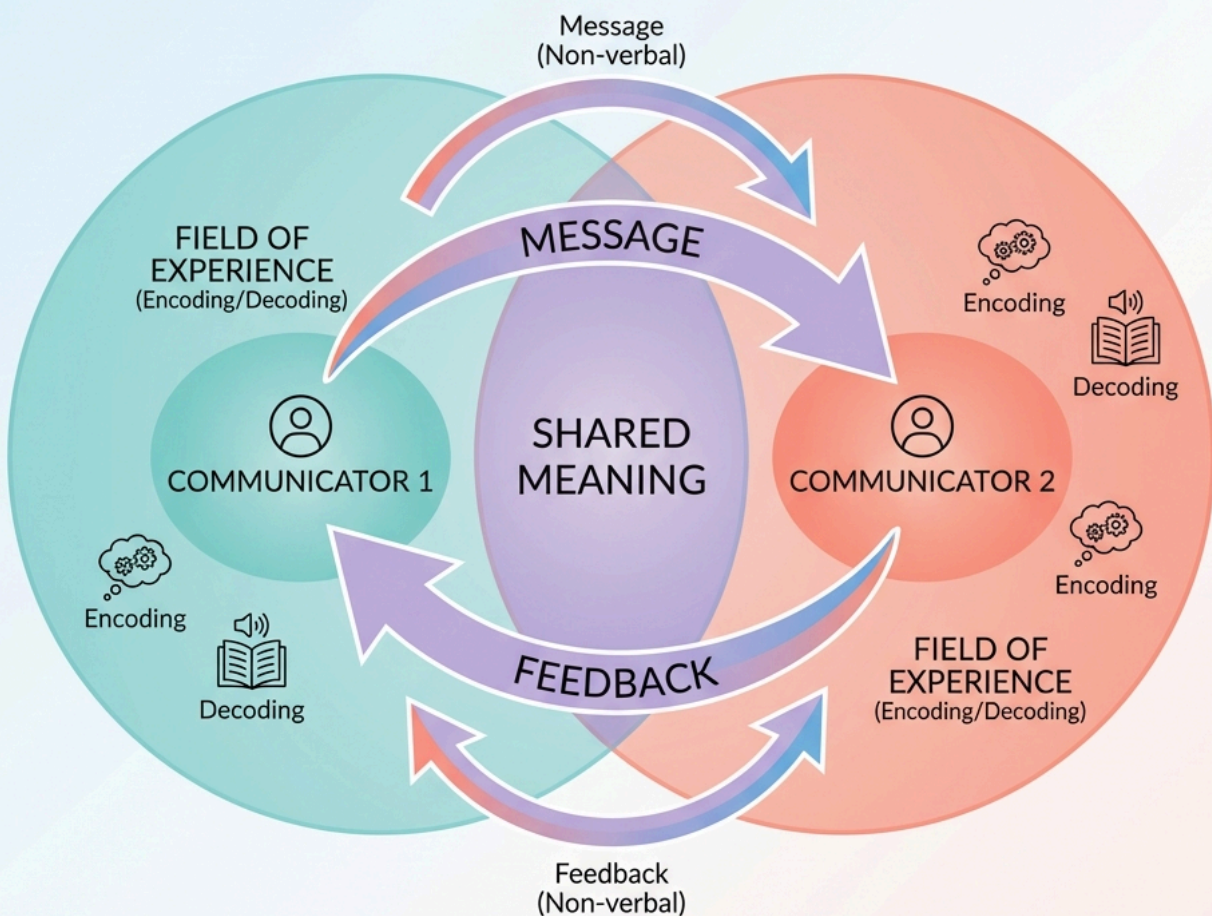 Message
(Non-verbal)
MESSAGE
FIELD OF
EXPERIENCE
(Encoding/Decoding)
Encoding
Decoding
COMMUNICATOR 1
SHARED
MEANING
COMMUNICATOR 2
Encoding
Decoding
Encoding
FEEDBACK
FIELD OF
EXPERIENCE
(Encoding/Decoding)
Feedback
(Non-verbal)